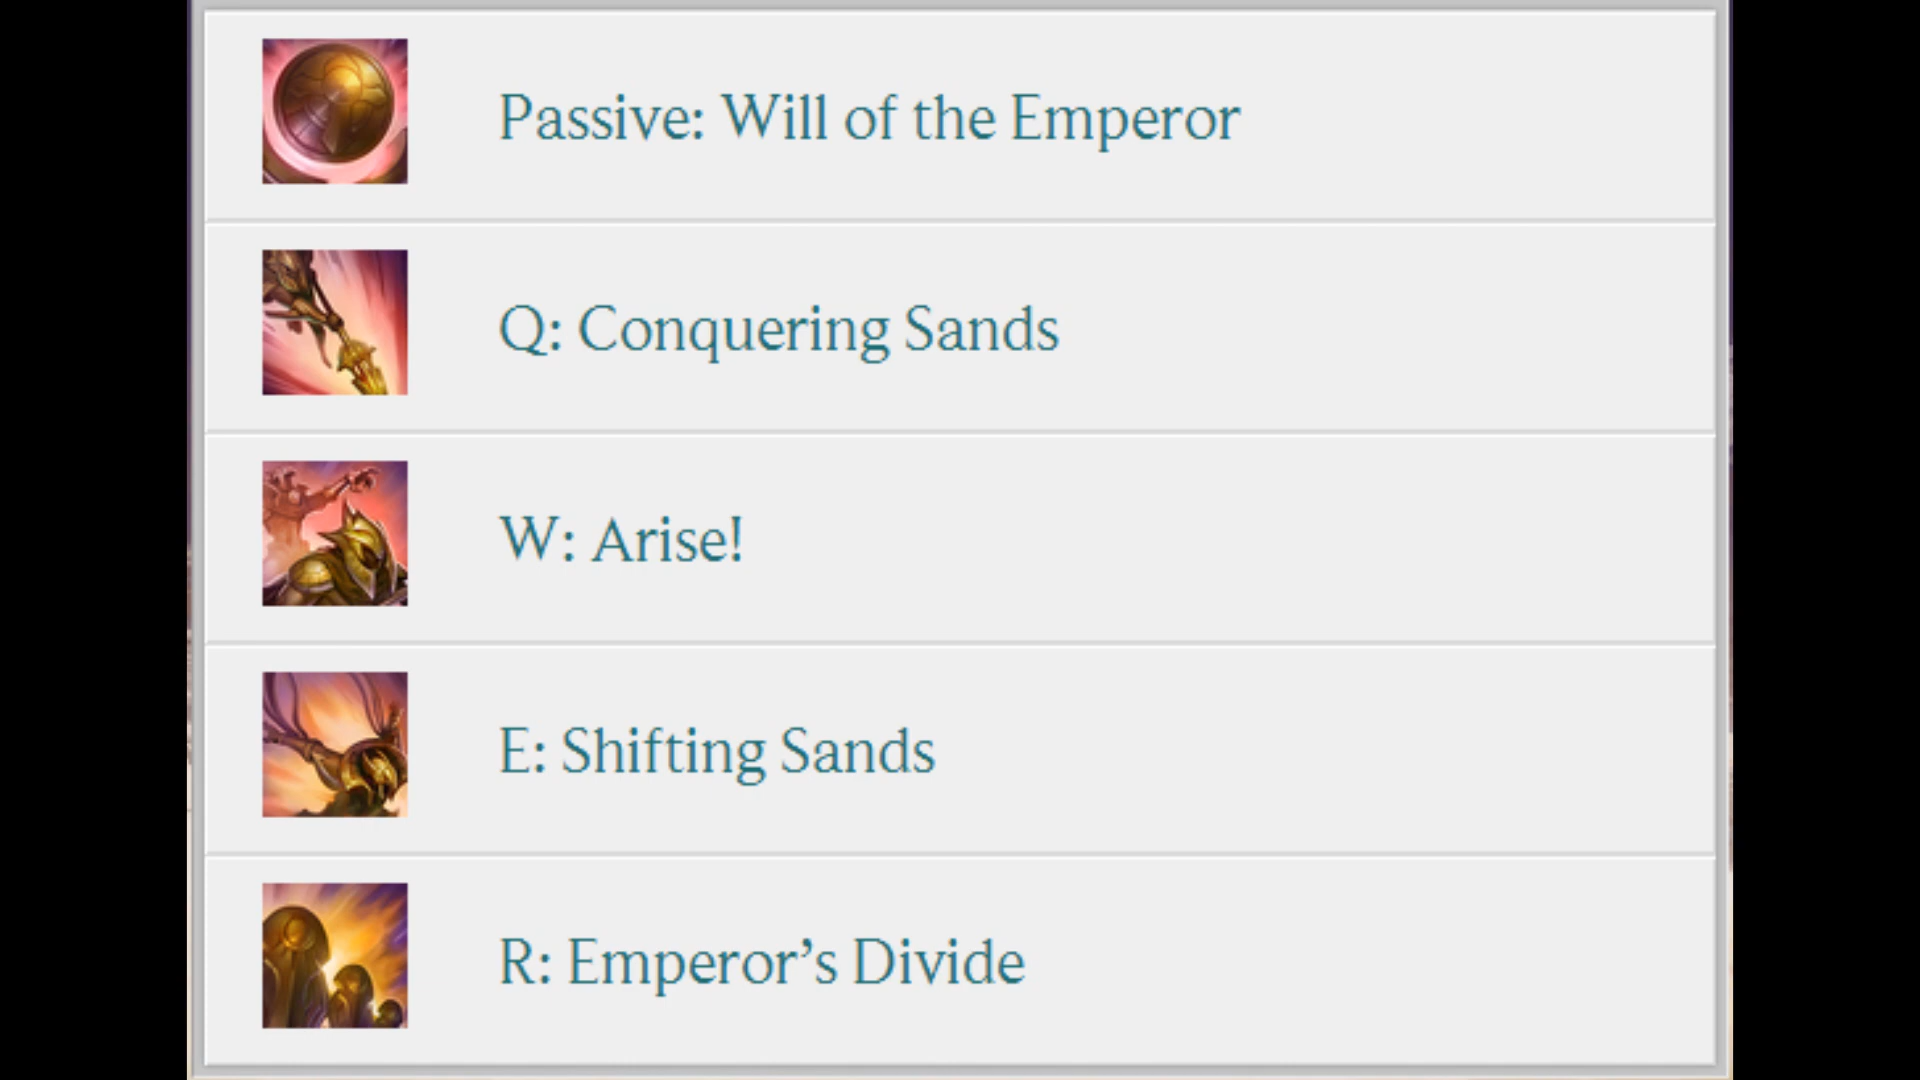 Passive: Will of the Emperor
Q: Conquering Sands
W: Arise!
E: Shifting Sands
R: Emperor’s Divide